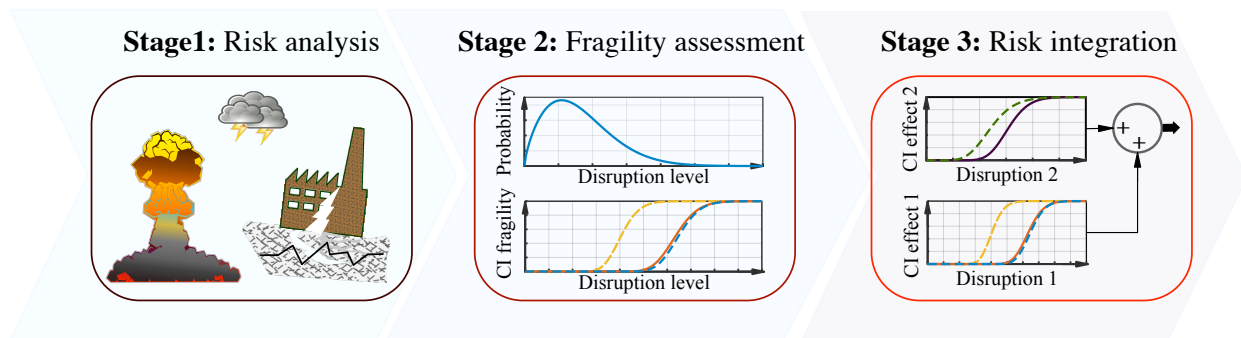 Stage1: Risk analysis
Stage 2: Fragility assessment
Probability
Disruption level
CI fragility
Disruption level
Stage 3: Risk integration
CI effect 2
Disruption 2
CI effect 1
Disruption 1
+
+